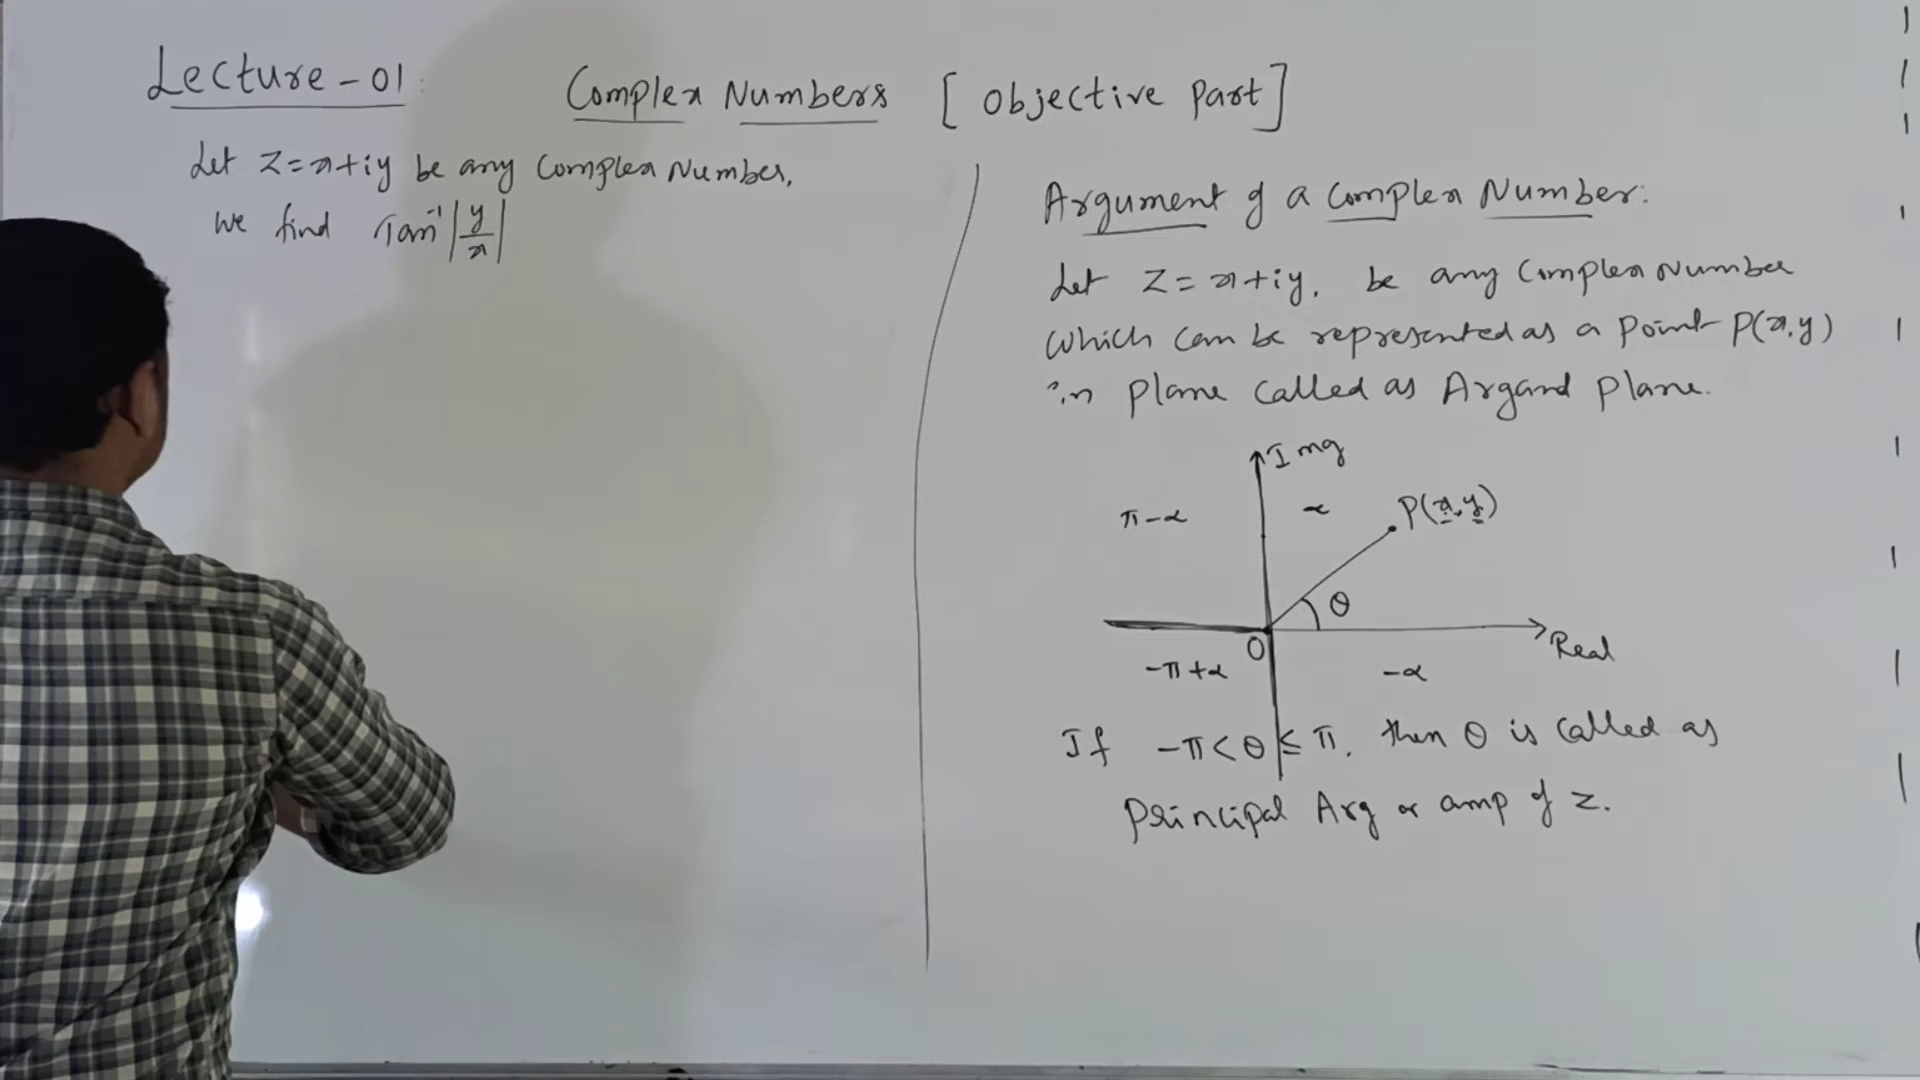 Lecture-01:
Complex Numbers [Objective Part]
Let z=x+iy be any Complex Number,
We find Tan⁻¹|y/x|
Argument of a Complex Number:
Let z=x+iy, be any Complex Number
which can be represented as a point P(x,y)
in plane called as Argand plane.
Img
π-α
α
P(x,y)
θ
O
Real
-π+α
-α
If -π<θ≤π, then θ is called as
principal Arg or amp of z.